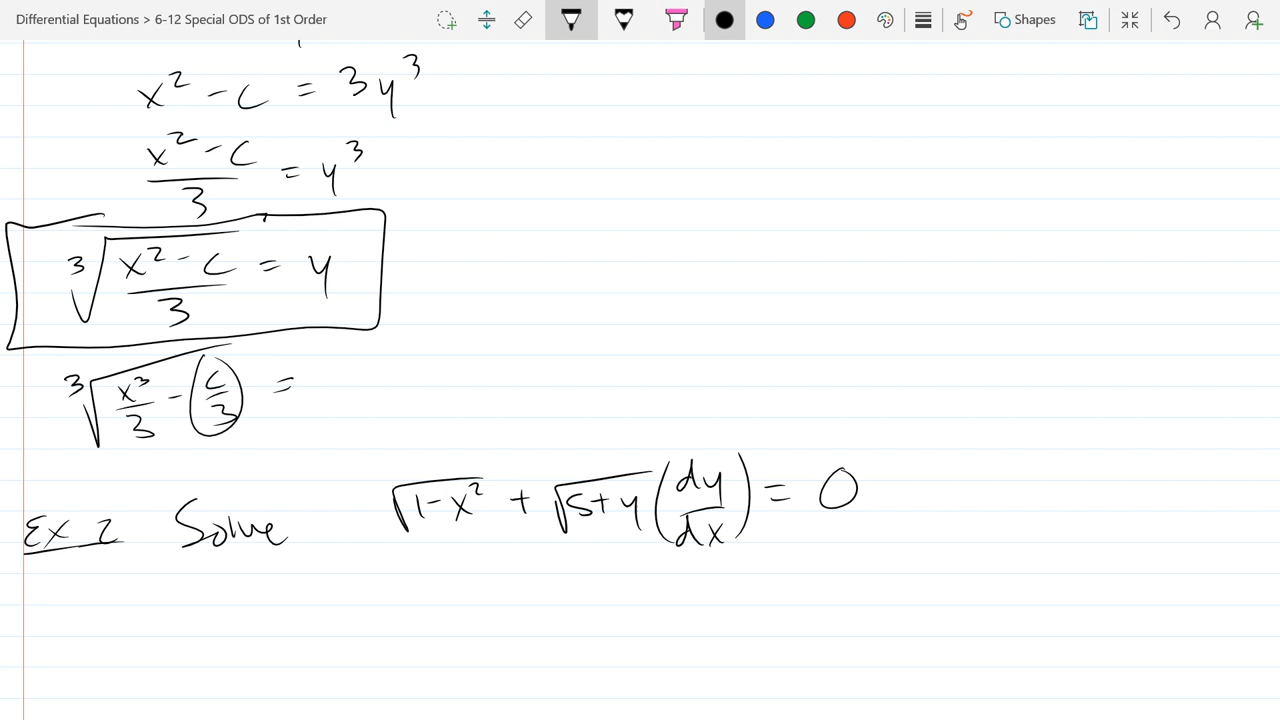 Differential Equations > 6-12 Special ODS of 1st Order
Shapes
x² - c = 3y³
(x² - c)/3 = y³
∛((x² - c)/3) = y
∛(x³/3 - c/3) =
Ex 2 Solve √(1-x²) + √(5+y) (dy/dx) = 0